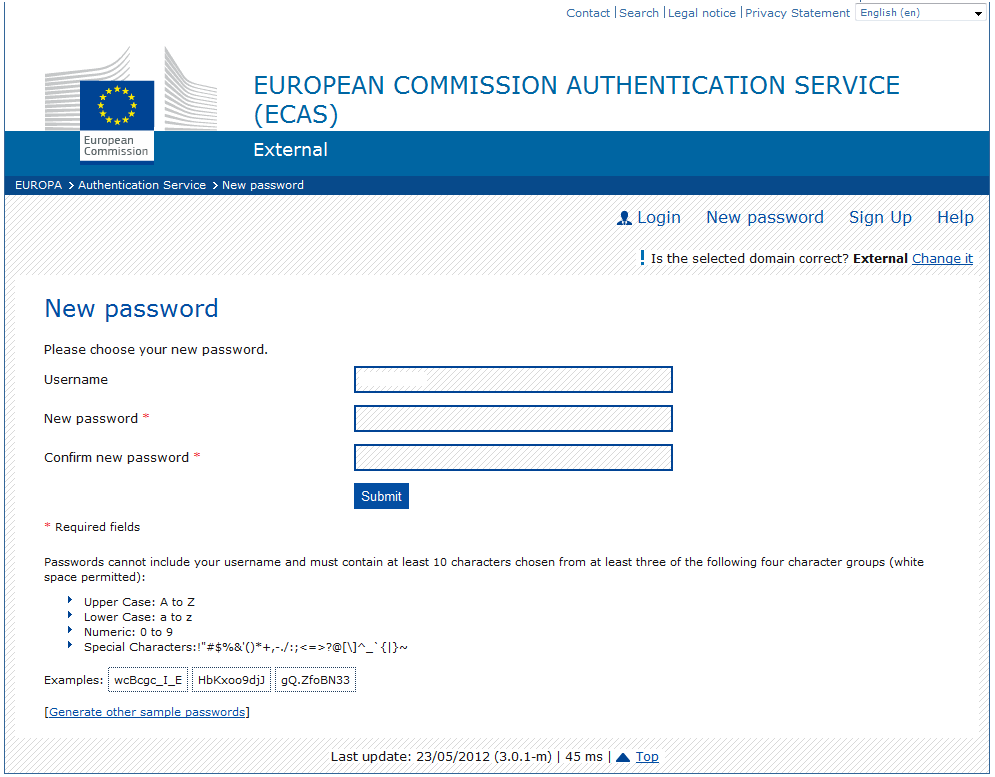 Contact | Search | Legal notice | Privacy Statement English (en)
EUROPEAN COMMISSION AUTHENTICATION SERVICE
(ECAS)
European
Commission
External
EUROPA > Authentication Service > New password
Login New password Sign Up Help
! Is the selected domain correct? External Change it
New password
Please choose your new password.
Username
New password *
Confirm new password *
Submit
* Required fields
Passwords cannot include your username and must contain at least 10 characters chosen from at least three of the following four character groups (white
space permitted):
Upper Case: A to Z
Lower Case: a to z
Numeric: 0 to 9
Special Characters:!"#$%&'()*+,-./:;<=>?@[\]^_`{|}~
Examples: wcBcgc_I_E HbKxoo9djJ gQ.ZfoBN33
[Generate other sample passwords]
Last update: 23/05/2012 (3.0.1-m) | 45 ms | Top